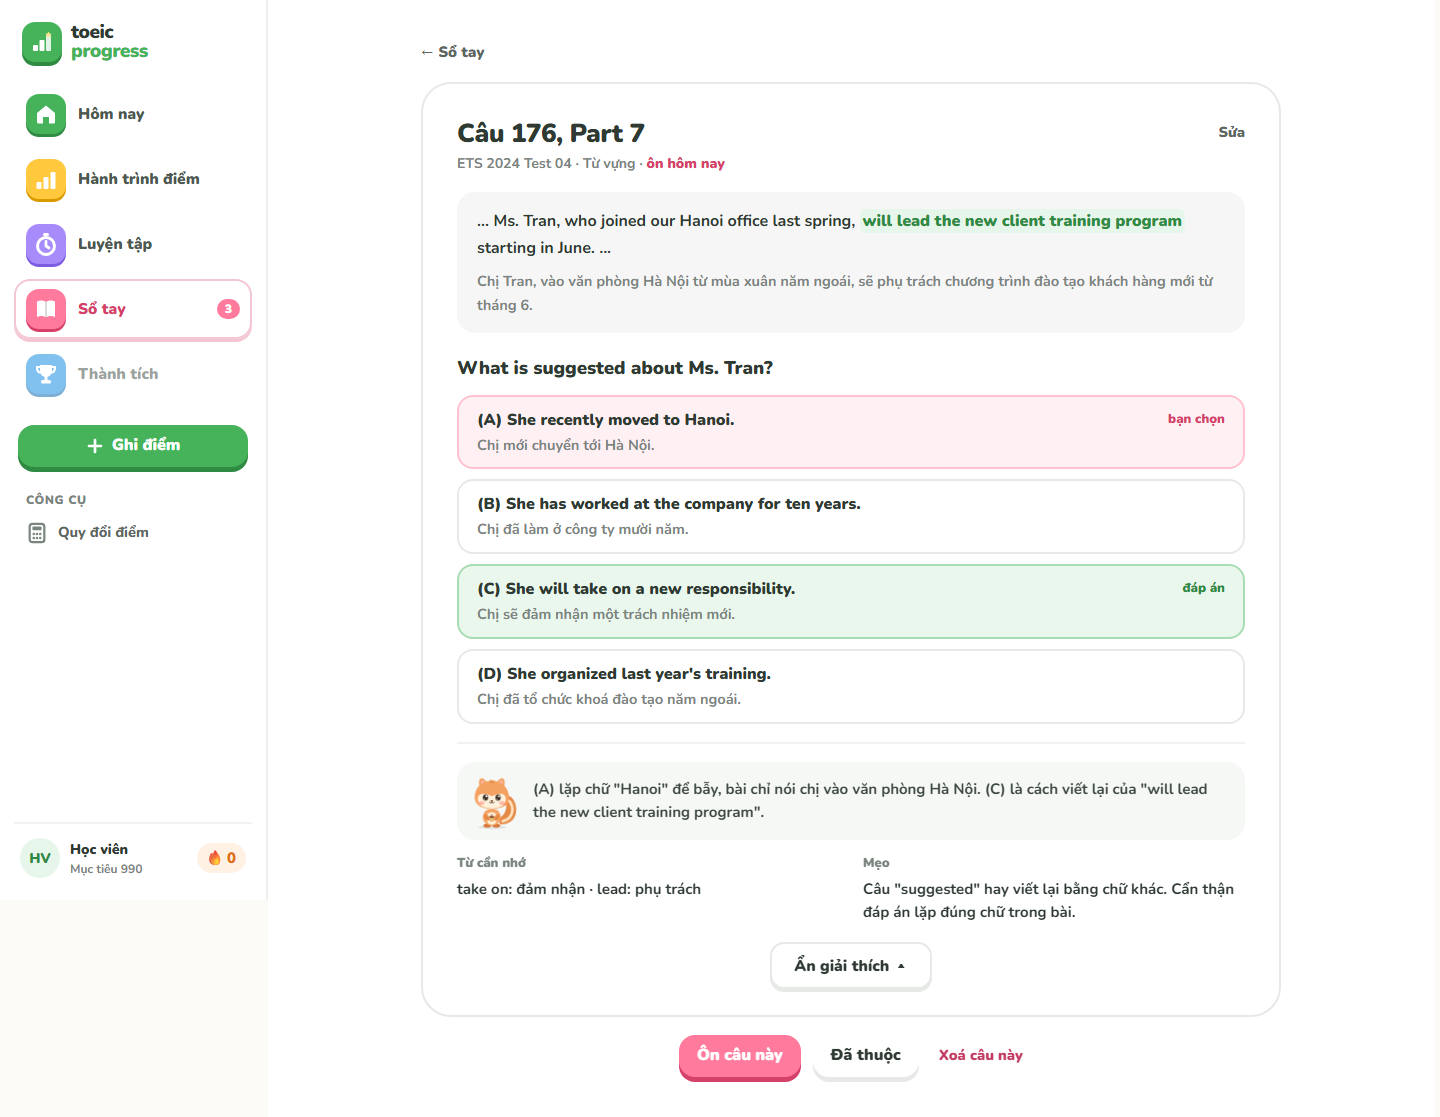 toeic
progress
Hôm nay
Hành trình điểm
Luyện tập
Sổ tay
3
Thành tích
+ Ghi điểm
CÔNG CỤ
Quy đổi điểm
HV
Học viên
Mục tiêu 990
0
← Sổ tay
Câu 176, Part 7
Sửa
ETS 2024 Test 04 · Từ vựng · ôn hôm nay
... Ms. Tran, who joined our Hanoi office last spring, will lead the new client training program
starting in June. ...
Chị Tran, vào văn phòng Hà Nội từ mùa xuân năm ngoái, sẽ phụ trách chương trình đào tạo khách hàng mới từ
tháng 6.
What is suggested about Ms. Tran?
(A) She recently moved to Hanoi.
bạn chọn
Chị mới chuyển tới Hà Nội.
(B) She has worked at the company for ten years.
Chị đã làm ở công ty mười năm.
(C) She will take on a new responsibility.
đáp án
Chị sẽ đảm nhận một trách nhiệm mới.
(D) She organized last year's training.
Chị đã tổ chức khoá đào tạo năm ngoái.
(A) lặp chữ "Hanoi" để bẫy, bài chỉ nói chị vào văn phòng Hà Nội. (C) là cách viết lại của "will lead
the new client training program".
Từ cần nhớ
take on: đảm nhận · lead: phụ trách
Mẹo
Câu "suggested" hay viết lại bằng chữ khác. Cẩn thận
đáp án lặp đúng chữ trong bài.
Ẩn giải thích
Ôn câu này
Đã thuộc
Xoá câu này